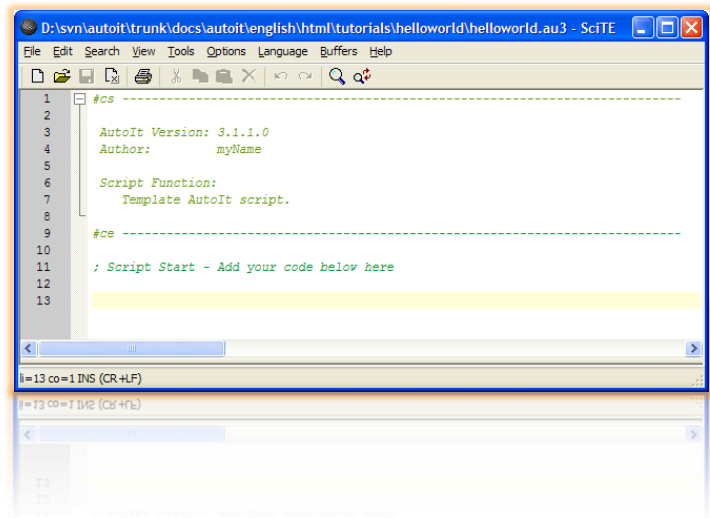 D:\svn\autoit\trunk\docs\autoit\english\html\tutorials\helloworld\helloworld.au3 - SciTE
File Edit Search View Tools Options Language Buffers Help
1 #cs -----------------------------------------------------------------------------
2
3 AutoIt Version: 3.1.1.0
4 Author: myName
5
6 Script Function:
7 Template AutoIt script.
8
9 #ce -----------------------------------------------------------------------------
10
11 ; Script Start - Add your code below here
12
13
li=13 co=1 INS (CR+LF)